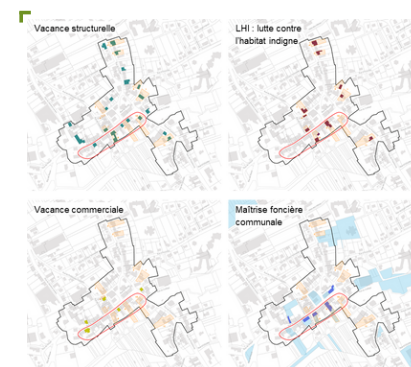 Vacance structurelle
LHI : lutte contre
l'habitat indigne
Vacance commerciale
Maîtrise foncière
communale